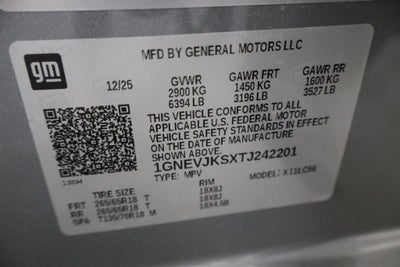 gm
MFD BY GENERAL MOTORS LLC
12/25 GVWR GAWR FRT GAWR RR
2900 KG 1450 KG 1600 KG
6394 LB 3196 LB 3527 LB
THIS VEHICLE CONFORMS TO ALL
APPLICABLE U.S. FEDERAL MOTOR
VEHICLE SAFETY STANDARDS IN EFFECT
ON THE DATE OF MANUFACTURE
SHOWN ABOVE.
1GNEVJKSXTJ242201
TYPE: MPV MODEL: X11LC56
TIRE SIZE RIM
FRT 265/65R18 T 18X8J
RR 265/65R18 T 18X8J
SPA T135/70R18 M 18X4.5B